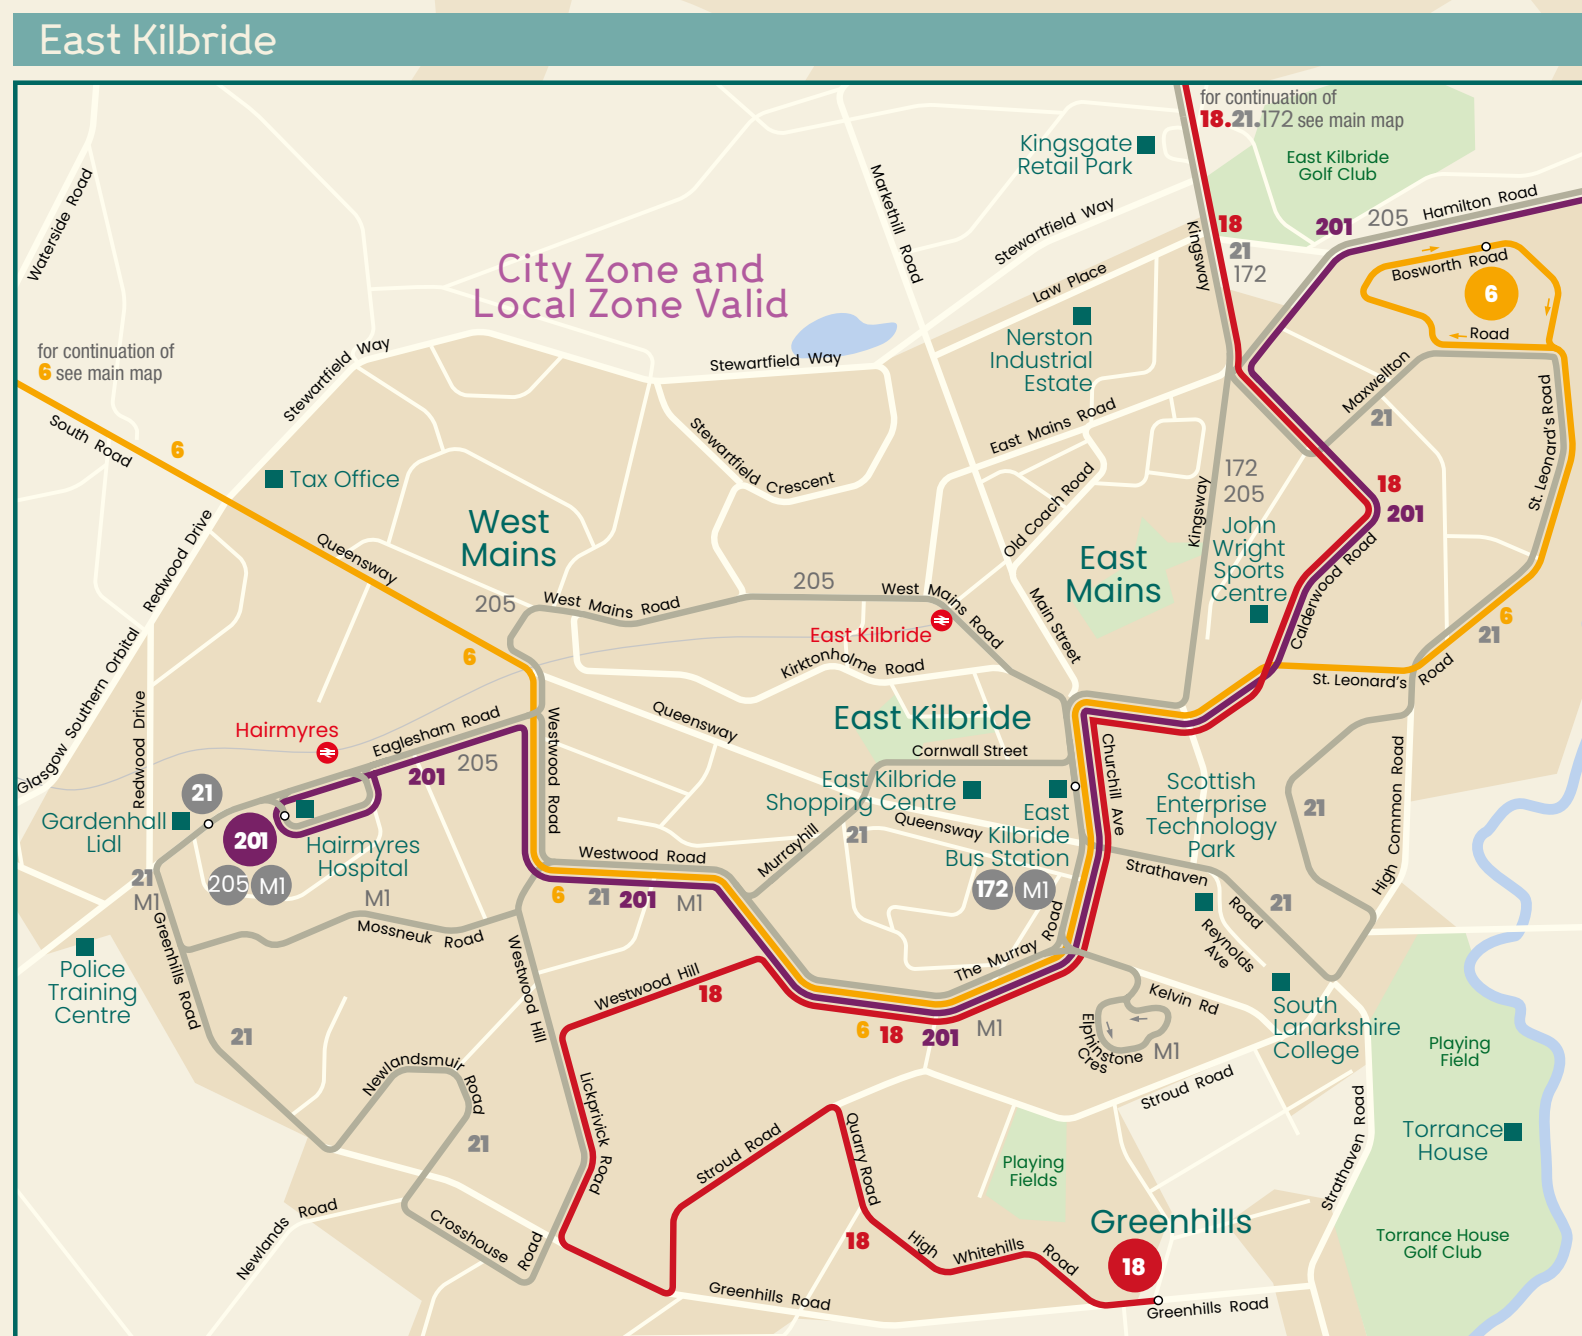 East Kilbride
for continuation of
18.21.172 see main map
Kingsgate
Retail Park
East Kilbride
Golf Club
Waterside Road
Markethill Road
Stewartfield Way
Kingsway
18
21
172
201
205
Hamilton Road
City Zone and
Local Zone Valid
Law Place
Bosworth Road
6
Road
Nerston
Industrial
Estate
for continuation of
6 see main map
Stewartfield Way
Stewartfield Way
Maxwellton
21
St. Leonard's Road
South Road
6
East Mains Road
Stewartfield Crescent
Tax Office
172
205
18
201
Old Coach Road
Kingsway
West
Mains
Redwood Drive
Queensway
East
Mains
John
Wright
Sports
Centre
Calderwood Road
205
205
West Mains Road
West Mains Road
Main Street
6
21
East Kilbride
6
Kirktonholme Road
St. Leonard's
Road
Glasgow Southern Orbital
Redwood Drive
Hairmyres
Eaglesham Road
201
205
Westwood Road
Queensway
East Kilbride
Cornwall Street
Churchill Ave
High Common Road
21
East Kilbride
Shopping Centre
Scottish
Enterprise
Technology
Park
21
Gardenhall
Lidl
201
Hairmyres
Hospital
205
M1
M1
21
M1
Westwood Road
Murrayhill
21
Queensway
East
Kilbride
Bus Station
172
M1
Strathaven
Road
21
6
21
201
M1
Reynolds
Ave
Greenhills Road
Mossneuk Road
The Murray Road
Police
Training
Centre
Westwood Hill
Westwood Hill
18
6
18
201
M1
Kelvin Rd
Elphinstone
Cres
M1
South
Lanarkshire
College
21
Playing
Field
Newlandsmuir
Road
21
Lickprivick Road
Stroud Road
Stroud Road
Quarry Road
Playing
Fields
Strathaven Road
Torrance
House
Newlands Road
Crosshouse
Road
18
High
Whitehills
Road
Greenhills
18
Torrance House
Golf Club
Greenhills Road
Greenhills Road